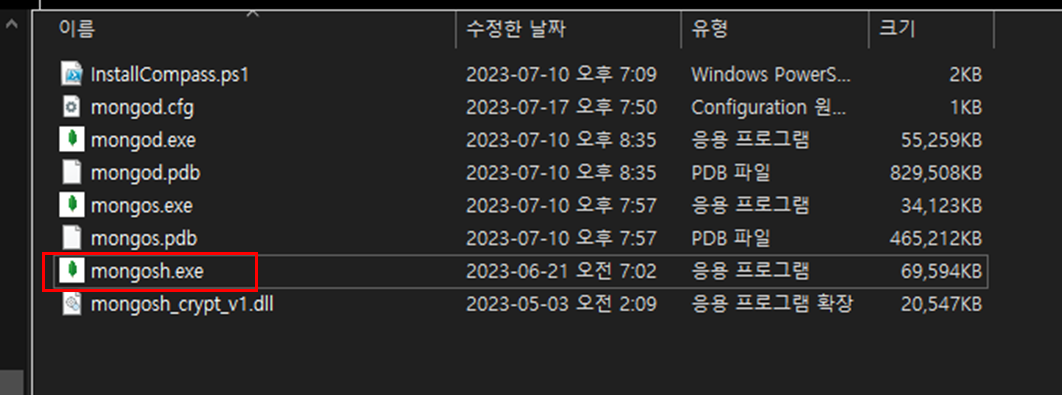 이름 수정한 날짜 유형 크기
InstallCompass.ps1 2023-07-10 오후 7:09 Windows PowerS... 2KB
mongod.cfg 2023-07-17 오후 7:50 Configuration 원... 1KB
mongod.exe 2023-07-10 오후 8:35 응용 프로그램 55,259KB
mongod.pdb 2023-07-10 오후 8:35 PDB 파일 829,508KB
mongos.exe 2023-07-10 오후 7:57 응용 프로그램 34,123KB
mongos.pdb 2023-07-10 오후 7:57 PDB 파일 465,212KB
mongosh.exe 2023-06-21 오전 7:02 응용 프로그램 69,594KB
mongosh_crypt_v1.dll 2023-05-03 오전 2:09 응용 프로그램 확장 20,547KB